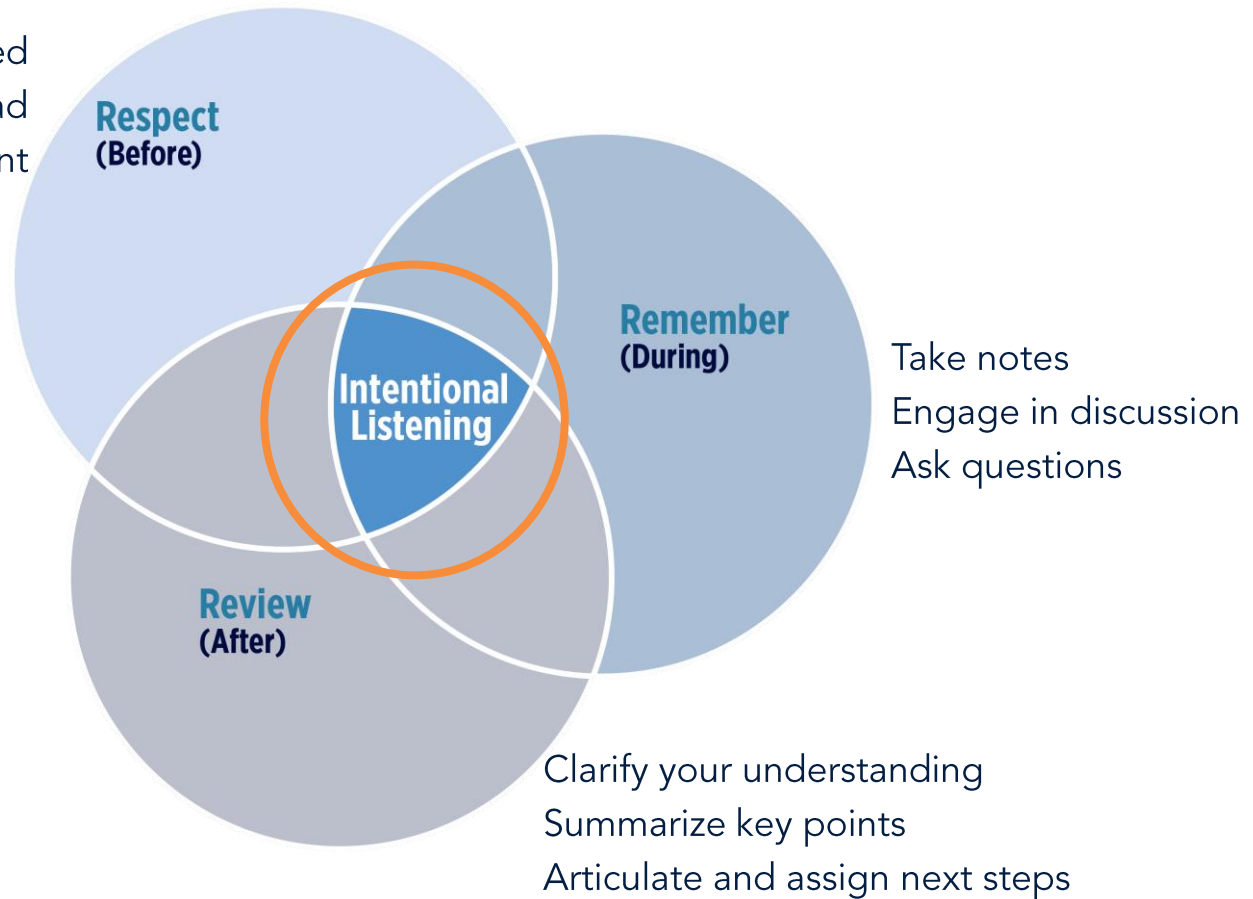 Respect
(Before)
Remember
(During)
Intentional
Listening
Take notes
Engage in discussion
Ask questions
Review
(After)
Clarify your understanding
Summarize key points
Articulate and assign next steps